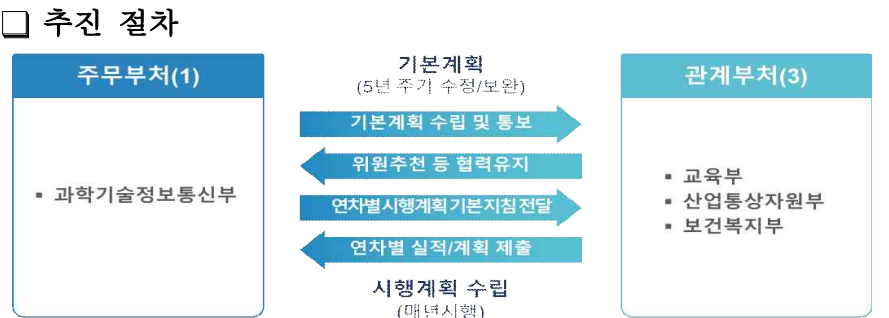 ❏ 추진 절차
주무부처(1)
▪ 과학기술정보통신부
기본계획
(5년 주기 수정/보완)
기본계획 수립 및 통보
위원추천 등 협력유지
연차별시행계획기본지침전달
연차별 실적/계획 제출
시행계획 수립
(매년시행)
관계부처(3)
▪ 교육부
▪ 산업통상자원부
▪ 보건복지부